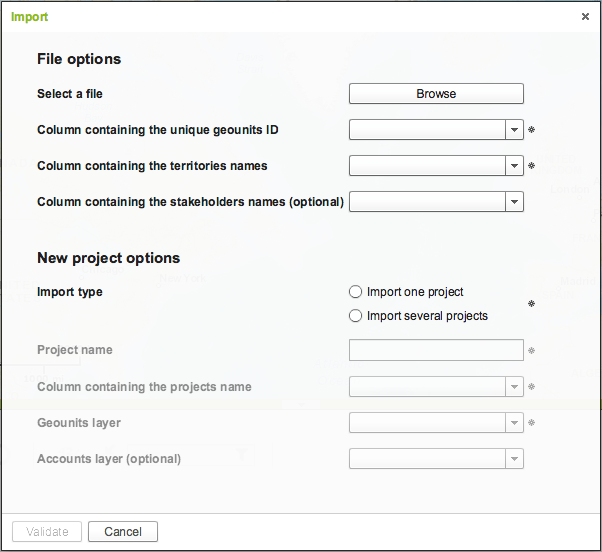 Import
File options
Select a file
Browse
Column containing the unique geounits ID
Column containing the territories names
Column containing the stakeholders names (optional)
New project options
Import type
Import one project
Import several projects
Project name
Column containing the projects name
Geounits layer
Accounts layer (optional)
Validate
Cancel